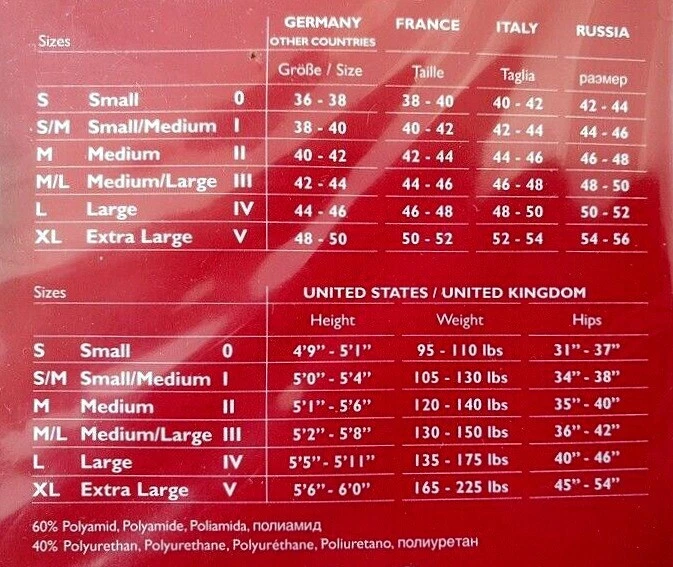 Sizes GERMANY OTHER COUNTRIES FRANCE ITALY RUSSIA
Größe / Size Taille Taglia размер
S Small 0 36 - 38 38 - 40 40 - 42 42 - 44
S/M Small/Medium I 38 - 40 40 - 42 42 - 44 44 - 46
M Medium II 40 - 42 42 - 44 44 - 46 46 - 48
M/L Medium/Large III 42 - 44 44 - 46 46 - 48 48 - 50
L Large IV 44 - 46 46 - 48 48 - 50 50 - 52
XL Extra Large V 48 - 50 50 - 52 52 - 54 54 - 56
Sizes UNITED STATES / UNITED KINGDOM
Height Weight Hips
S Small 0 4'9" - 5'1" 95 - 110 lbs 31" - 37"
S/M Small/Medium I 5'0" - 5'4" 105 - 130 lbs 34" - 38"
M Medium II 5'1" - 5'6" 120 - 140 lbs 35" - 40"
M/L Medium/Large III 5'2" - 5'8" 130 - 150 lbs 36" - 42"
L Large IV 5'5" - 5'11" 135 - 175 lbs 40" - 46"
XL Extra Large V 5'6" - 6'0" 165 - 225 lbs 45" - 54"
60% Polyamid, Polyamide, Poliamida, полиамид
40% Polyurethan, Polyurethane, Polyuréthane, Poliuretano, полиуретан